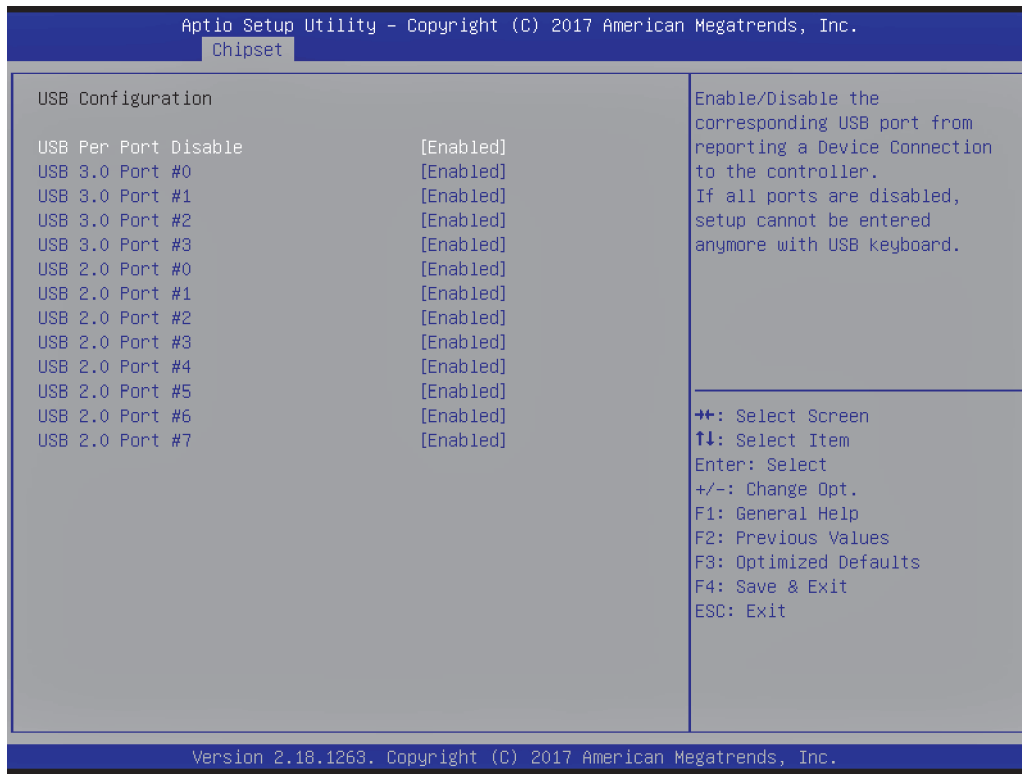 Aptio Setup Utility – Copyright (C) 2017 American Megatrends, Inc.
Chipset
USB Configuration
USB Per Port Disable [Enabled]
USB 3.0 Port #0 [Enabled]
USB 3.0 Port #1 [Enabled]
USB 3.0 Port #2 [Enabled]
USB 3.0 Port #3 [Enabled]
USB 2.0 Port #0 [Enabled]
USB 2.0 Port #1 [Enabled]
USB 2.0 Port #2 [Enabled]
USB 2.0 Port #3 [Enabled]
USB 2.0 Port #4 [Enabled]
USB 2.0 Port #5 [Enabled]
USB 2.0 Port #6 [Enabled]
USB 2.0 Port #7 [Enabled]
Enable/Disable the
corresponding USB port from
reporting a Device Connection
to the controller.
If all ports are disabled,
setup cannot be entered
anymore with USB keyboard.
→←: Select Screen
↑↓: Select Item
Enter: Select
+/-: Change Opt.
F1: General Help
F2: Previous Values
F3: Optimized Defaults
F4: Save & Exit
ESC: Exit
Version 2.18.1263. Copyright (C) 2017 American Megatrends, Inc.